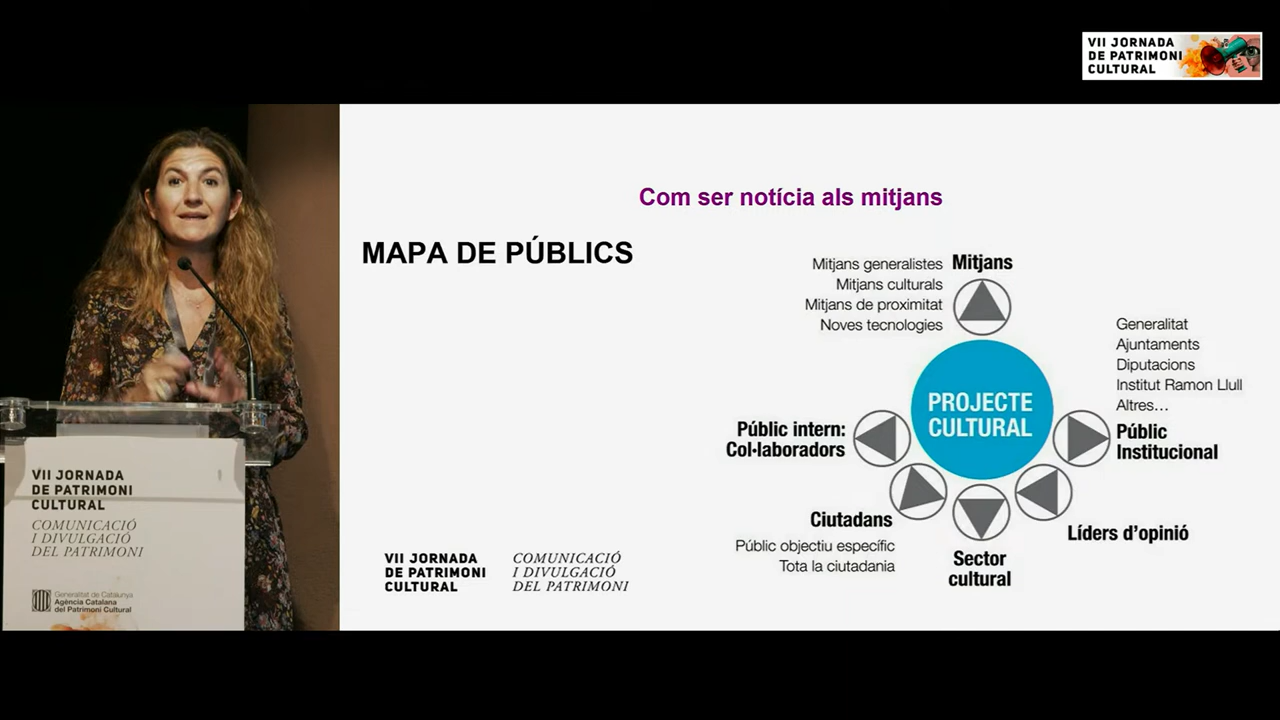 VII JORNADA
DE PATRIMONI
CULTURAL
Com ser notícia als mitjans
MAPA DE PÚBLICS
Mitjans generalistes
Mitjans culturals
Mitjans de proximitat
Noves tecnologies
Mitjans
Generalitat
Ajuntaments
Diputacions
Institut Ramon Llull
Altres…
Públic
Institucional
PROJECTE
CULTURAL
Públic intern:
Col•laboradors
Ciutadans
Públic objectiu específic
Tota la ciutadania
Sector
cultural
Líders d’opinió
VII JORNADA
DE PATRIMONI
CULTURAL
COMUNICACIÓ
I DIVULGACIÓ
DEL PATRIMONI
VII JORNADA
DE PATRIMONI
CULTURAL
COMUNICACIÓ
I DIVULGACIÓ
DEL PATRIMONI
Generalitat de Catalunya
Agència Catalana
del Patrimoni Cultural